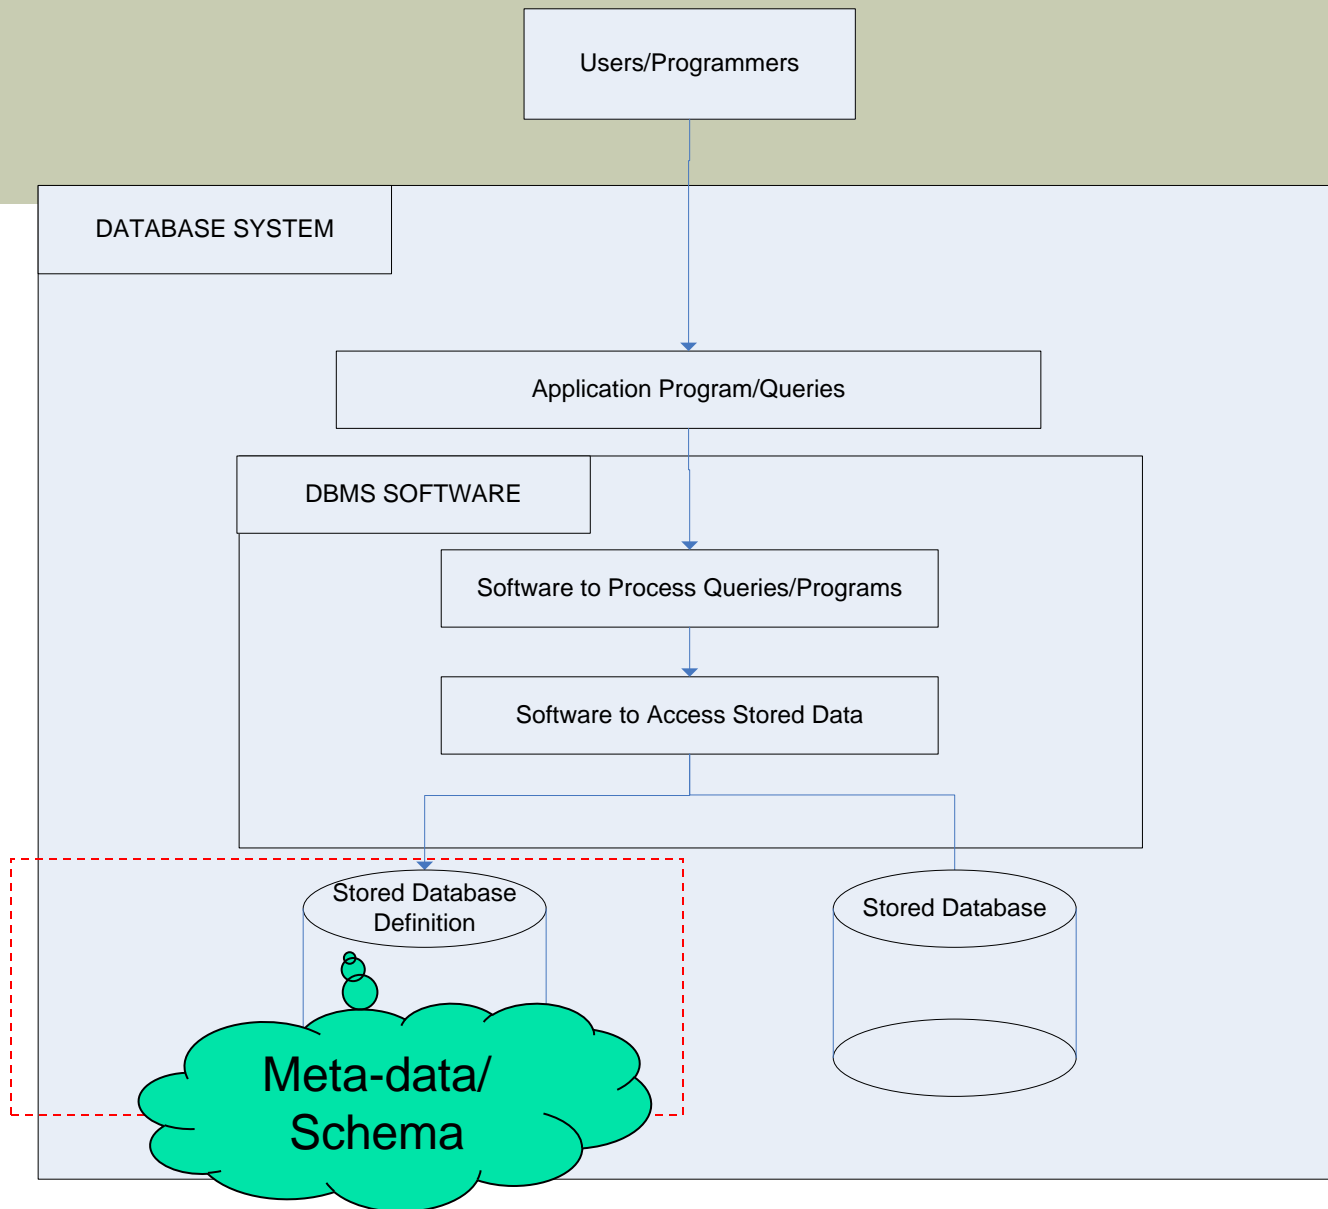 Users/Programmers
DATABASE SYSTEM
Application Program/Queries
DBMS SOFTWARE
Software to Process Queries/Programs
Software to Access Stored Data
Stored Database
Definition
Stored Database
Meta-data/
Schema